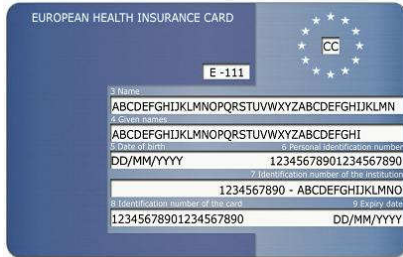 EUROPEAN HEALTH INSURANCE CARD
CC
E -111
3 Name
ABCDEFGHIJKLMNOPQRSTUVWXYZABCDEFGHIJKLMN
4 Given names
ABCDEFGHIJKLMNOPQRSTUVWXYZABCDEFGHI
5 Date of birth 6 Personal identification number
DD/MM/YYYY 12345678901234567890
7 Identification number of the institution
1234567890 - ABCDEFGHIJKLMNO
8 Identification number of the card 9 Expiry date
12345678901234567890 DD/MM/YYYY